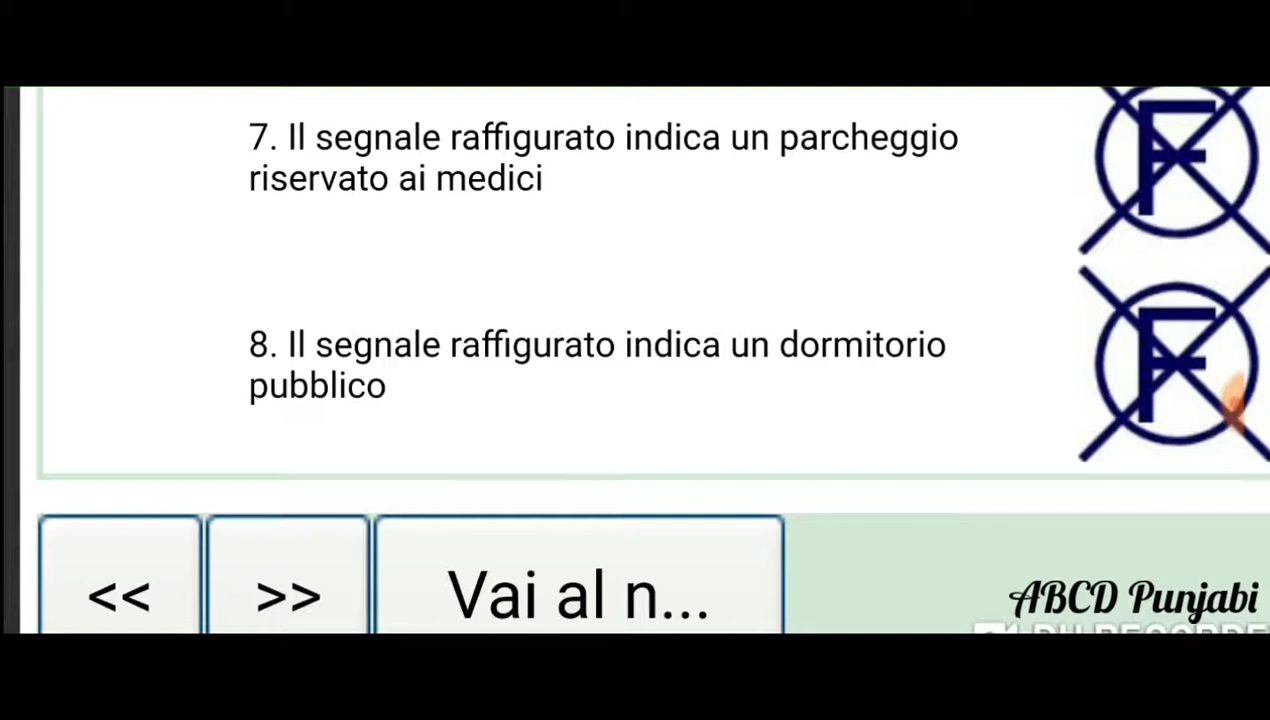 7. Il segnale raffigurato indica un parcheggio
riservato ai medici
F
8. Il segnale raffigurato indica un dormitorio
pubblico
F
<< >> Vai al n...
ABCD Punjabi